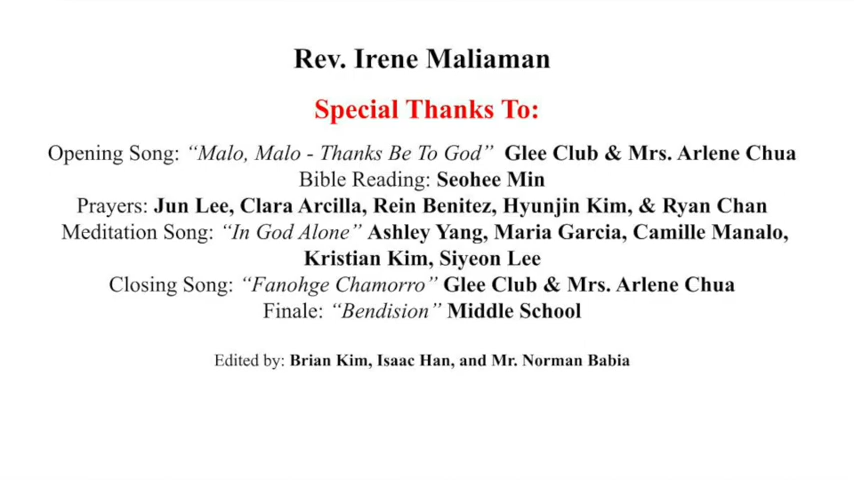 Rev. Irene Maliaman
Special Thanks To:
Opening Song: “Malo, Malo - Thanks Be To God” Glee Club & Mrs. Arlene Chua
Bible Reading: Seohee Min
Prayers: Jun Lee, Clara Arcilla, Rein Benitez, Hyunjin Kim, & Ryan Chan
Meditation Song: “In God Alone” Ashley Yang, Maria Garcia, Camille Manalo,
Kristian Kim, Siyeon Lee
Closing Song: “Fanohge Chamorro” Glee Club & Mrs. Arlene Chua
Finale: “Bendision” Middle School
Edited by: Brian Kim, Isaac Han, and Mr. Norman Babia